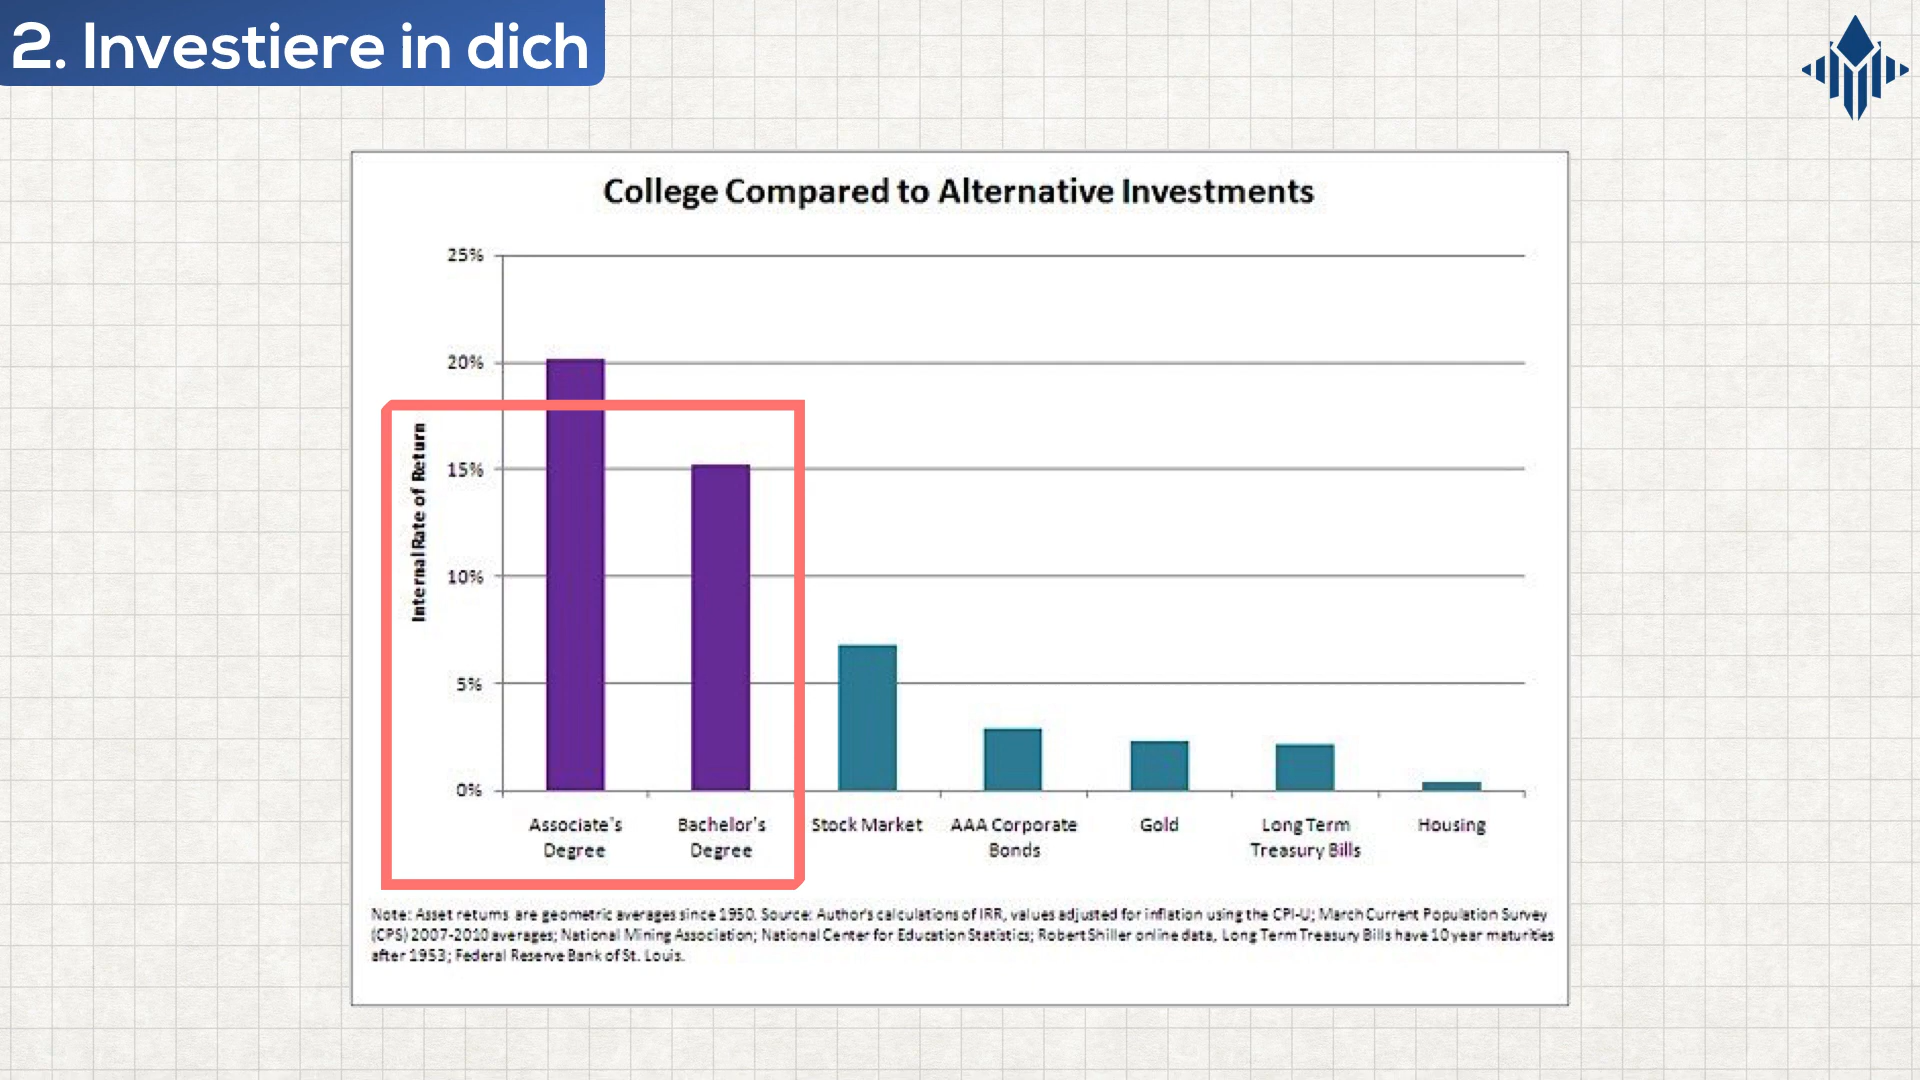 2. Investiere in dich
College Compared to Alternative Investments
25%
20%
15%
10%
5%
0%
Internal Rate of Return
Associate's
Degree
Bachelor's
Degree
Stock Market
AAA Corporate
Bonds
Gold
Long Term
Treasury Bills
Housing
Note: Asset returns are geometric averages since 1950. Source: Author's calculations of IRR, values adjusted for inflation using the CPI-U; March Current Population Survey
(CPS) 2007-2010 averages; National Mining Association; National Center for Education Statistics; Robert Shiller online data, Long Term Treasury Bills have 10 year maturities
after 1953; Federal Reserve Bank of St. Louis.